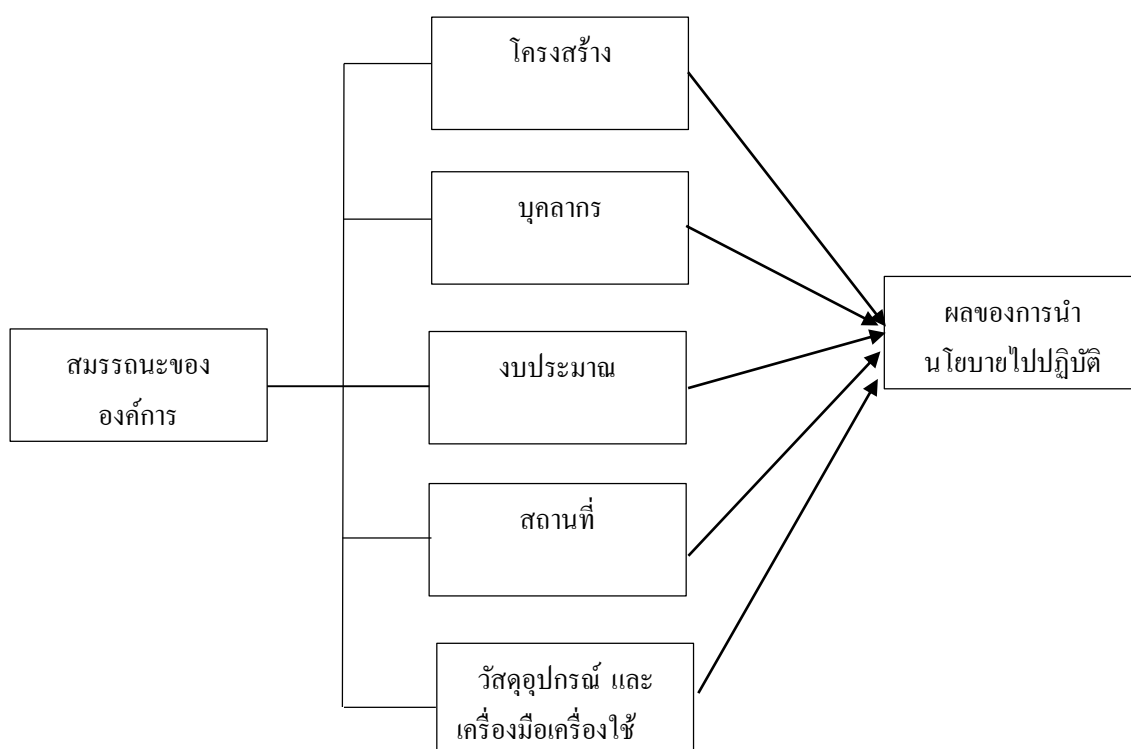 โครงสร้าง
บุคลากร
สมรรถนะของ
องค์การ
งบประมาณ
สถานที่
วัสดุอุปกรณ์ และ
เครื่องมือเครื่องใช้
ผลของการนำ
นโยบายไปปฏิบัติ